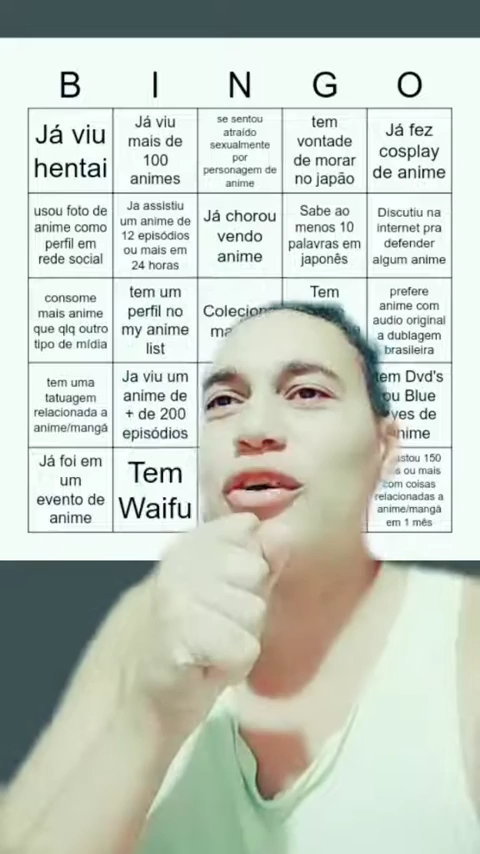 B I N G O
Já viu
hentai
Já viu
mais de
100
animes
se sentou
atraído
sexualmente
por
personagem de
anime
tem
vontade
de morar
no japão
Já fez
cosplay
de anime
usou foto de
anime como
perfil em
rede social
Ja assistiu
um anime de
12 episódios
ou mais em
24 horas
Já chorou
vendo
anime
Sabe ao
menos 10
palavras em
japonês
Discutiu na
internet pra
defender
algum anime
consome
mais anime
que qlq outro
tipo de mídia
tem um
perfil no
my anime
list
Tem
prefere
anime com
audio original
a dublagem
brasileira
tem uma
tatuagem
relacionada a
anime/mangá
Ja viu um
anime de
+ de 200
episódios
tem Dvd's
ou Blue
de
Já foi em
um
evento de
anime
Tem
Waifu
150
ou mais
com coisas
relacionadas a
anime/mangá
em 1 mês